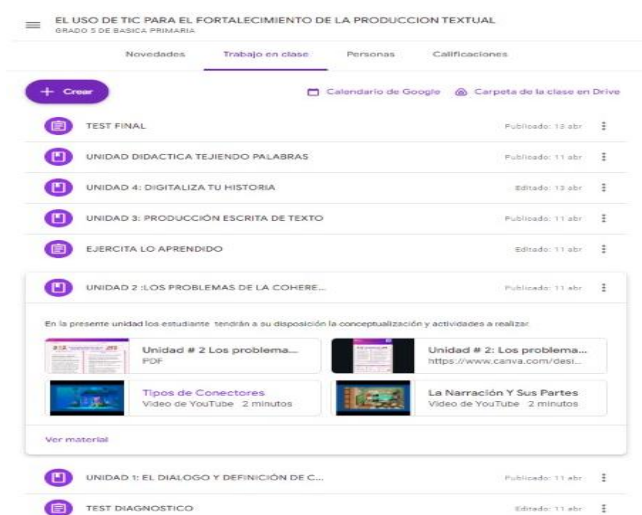 EL USO DE TIC PARA EL FORTALECIMIENTO DE LA PRODUCCION TEXTUAL
GRADO 5 DE BASICA PRIMARIA
Novedades Trabajo en clase Personas Calificaciones
+ Crear Calendario de Google Carpeta de la clase en Drive
TEST FINAL Publicado: 13 abr
UNIDAD DIDACTICA TEJIENDO PALABRAS Publicado: 11 abr
UNIDAD 4: DIGITALIZA TU HISTORIA Editado: 13 abr
UNIDAD 3: PRODUCCIÓN ESCRITA DE TEXTO Publicado: 11 abr
EJERCITA LO APRENDIDO Editado: 11 abr
UNIDAD 2 :LOS PROBLEMAS DE LA COHERE... Publicado: 11 abr
En la presente unidad los estudiante tendrán a su disposición la conceptualización y actividades a realizar.
Unidad # 2 Los problema... Unidad # 2: Los problema...
PDF https://www.canva.com/desi...
Tipos de Conectores La Narración Y Sus Partes
Video de YouTube 2 minutos Video de YouTube 2 minutos
Ver material
UNIDAD 1: EL DIALOGO Y DEFINICIÓN DE C... Publicado: 11 abr
TEST DIAGNOSTICO Editado: 11 abr